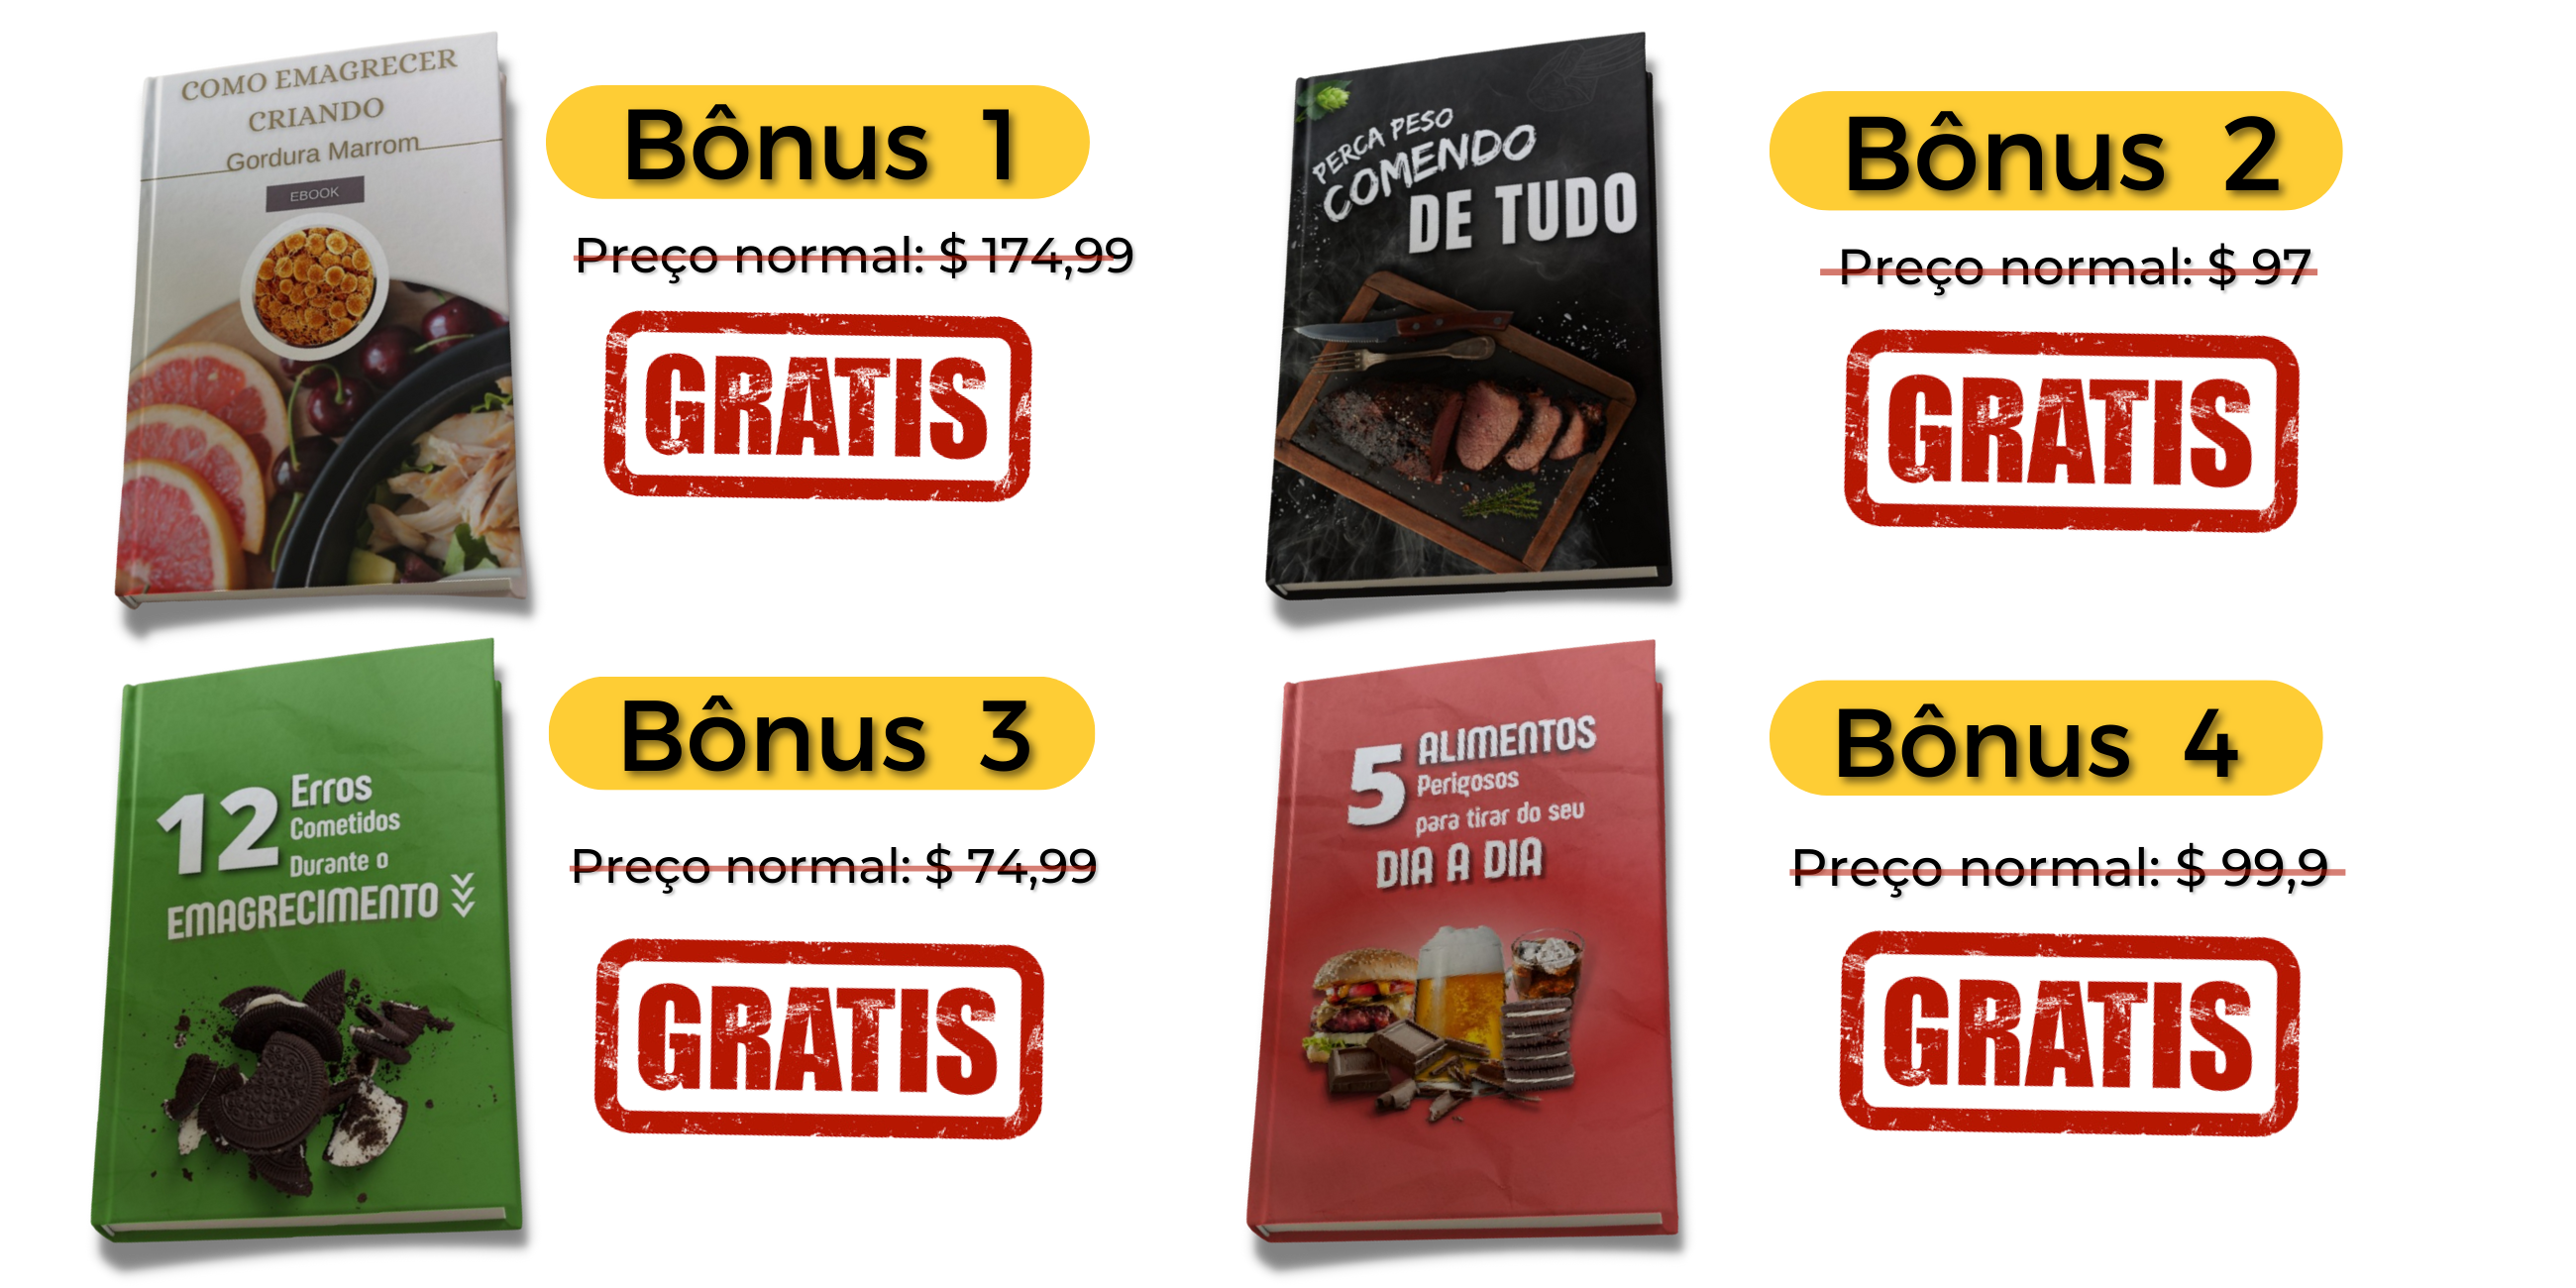 COMO EMAGRECER
CRIANDO
Gordura Marrom
EBOOK
Bônus 1
Preço normal: $ 174,99
GRATIS
PERCA PESO
COMENDO
DE TUDO
Bônus 2
Preço normal: $ 97
GRATIS
12 Erros
Cometidos
Durante o
EMAGRECIMENTO
Bônus 3
Preço normal: $ 74,99
GRATIS
5 ALIMENTOS
Perigosos
para tirar do seu
DIA A DIA
Bônus 4
Preço normal: $ 99,9
GRATIS